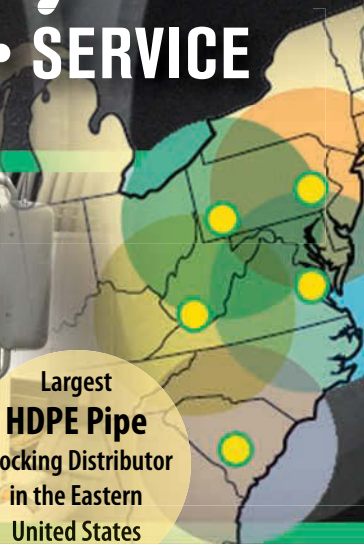 • SERVICE
Largest
HDPE Pipe
ocking Distributor
in the Eastern
United States